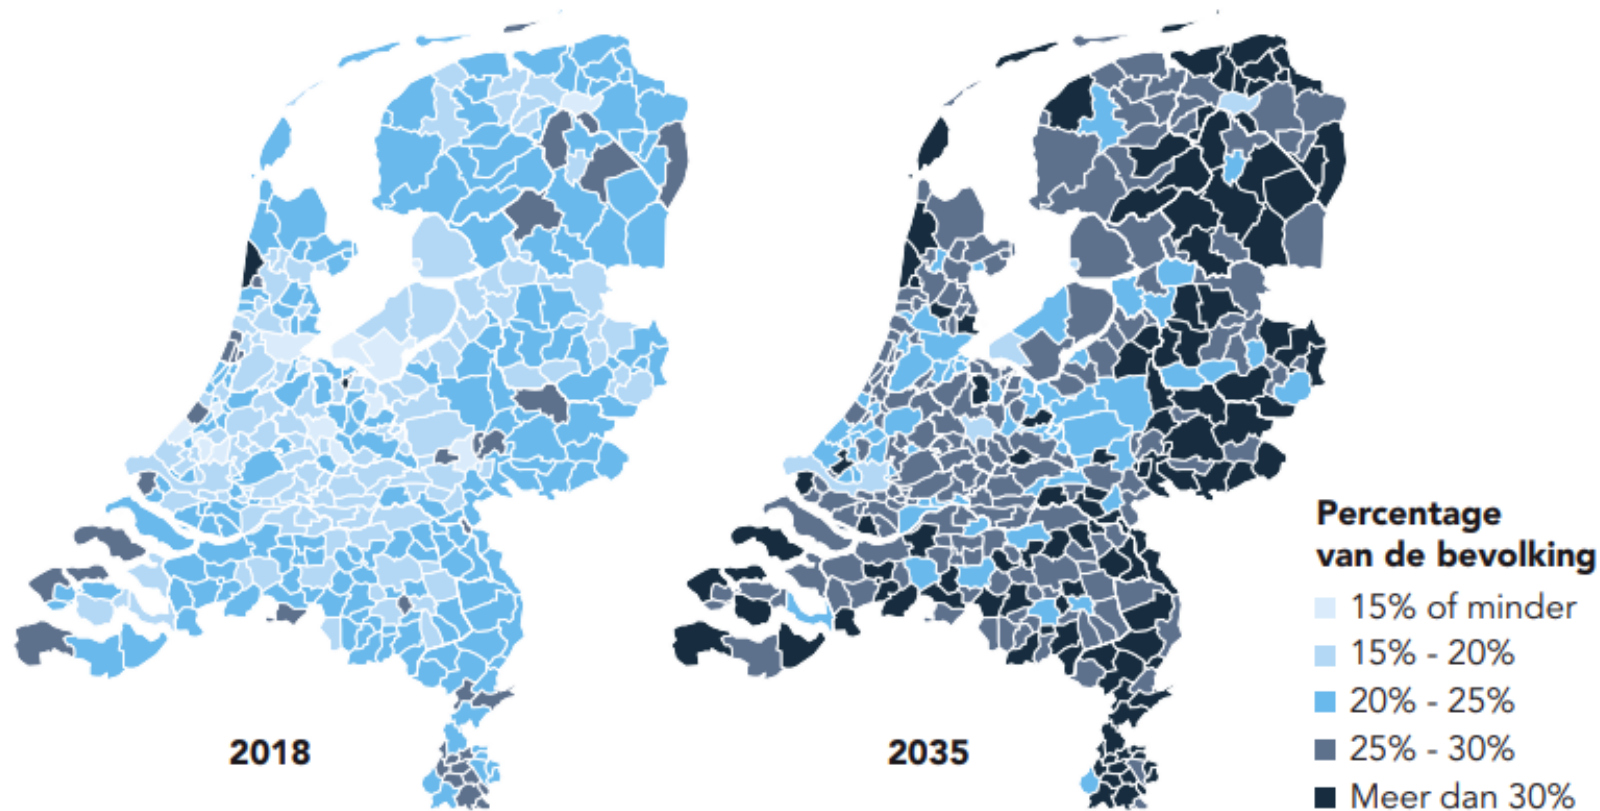 2018
2035
Percentage
van de bevolking
15% of minder
15% - 20%
20% - 25%
25% - 30%
Meer dan 30%